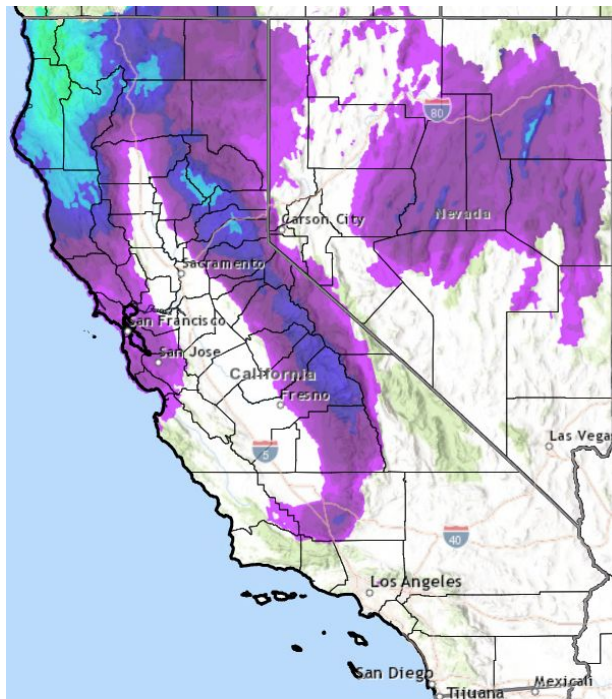 80
Carson City
Nevada
Sacramento
San Francisco
San Jose
California
Fresno
Las Vegas
5
40
Los Angeles
San Diego
Mexicali
Tijuana